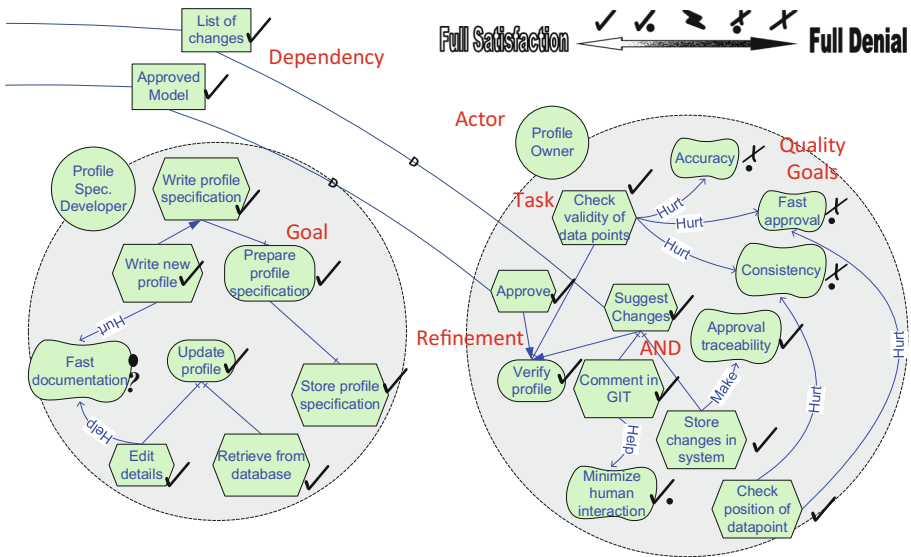 List of
changes
Dependency
Full Satisfaction
Full Denial
Approved
Model
D
D
Actor
Profile
Owner
Accuracy
Quality
Goals
Profile
Spec.
Developer
Write profile
specification
Task
Check
validity of
data points
Hurt
Hurt
Hurt
Fast
approval
Goal
Write new
profile
Prepare
profile
specification
Consistency
Approve
Suggest
Changes
Approval
traceability
Hurt
Refinement
AND
Hurt
Fast
documentation
?
Update
profile
Verify
profile
Comment in
GIT
Make
Hurt
Store profile
specification
Help
Help
Store
changes in
system
Edit
details
Retrieve from
database
Minimize
human
interaction
Check
position of
datapoint